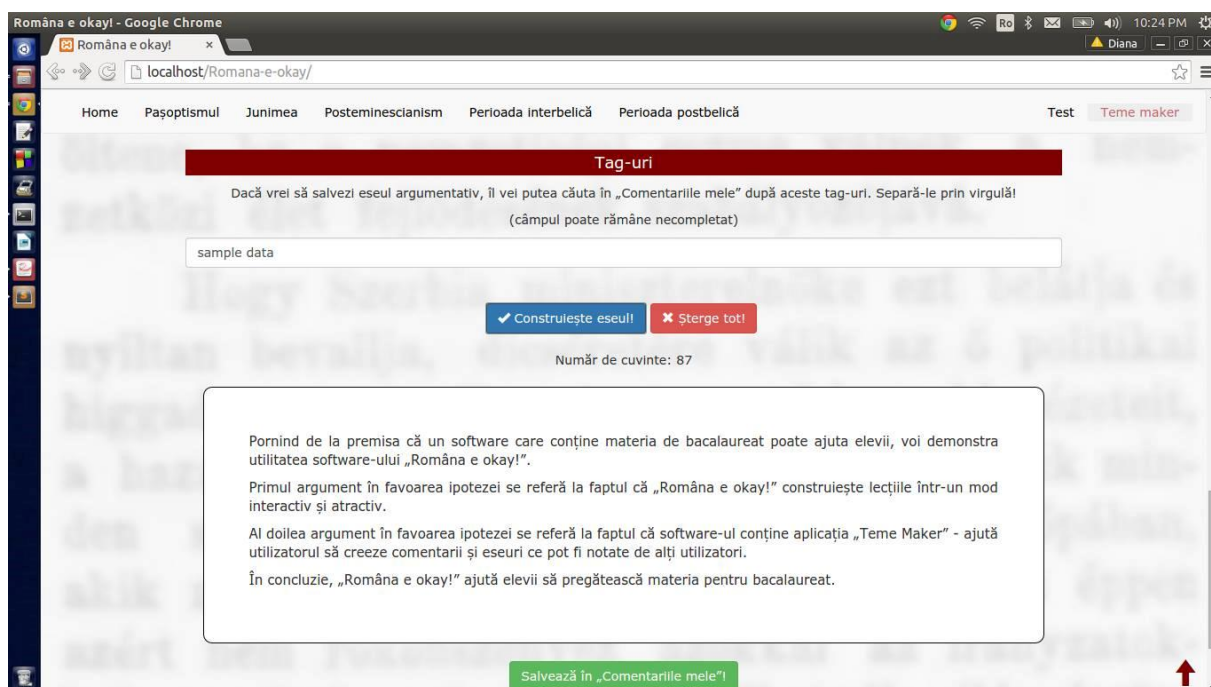 Româna e okay! - Google Chrome
Ro
10:24 PM
Româna e okay!
Diana
localhost/Romana-e-okay/
Home Pașoptismul Junimea Posteminescianism Perioada interbelică Perioada postbelică Test Teme maker
Tag-uri
Dacă vrei să salvezi eseul argumentativ, îl vei putea căuta în „Comentariile mele” după aceste tag-uri. Separă-le prin virgulă!
(câmpul poate rămâne necompletat)
sample data
Construiește eseul! Șterge tot!
Număr de cuvinte: 87
Pornind de la premisa că un software care conține materia de bacalaureat poate ajuta elevii, voi demonstra
utilitatea software-ului „Româna e okay!”.
Primul argument în favoarea ipotezei se referă la faptul că „Româna e okay!” construiește lecțiile într-un mod
interactiv și atractiv.
Al doilea argument în favoarea ipotezei se referă la faptul că software-ul conține aplicația „Teme Maker” - ajută
utilizatorul să creeze comentarii și eseuri ce pot fi notate de alți utilizatori.
În concluzie, „Româna e okay!” ajută elevii să pregătească materia pentru bacalaureat.
Salvează în „Comentariile mele”!